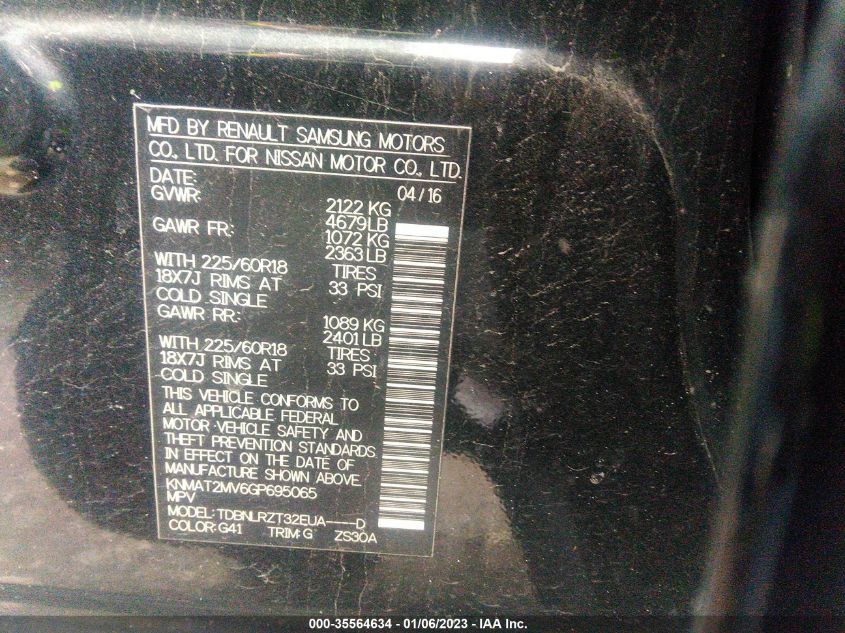 MFD BY RENAULT SAMSUNG MOTORS
CO., LTD. FOR NISSAN MOTOR CO., LTD.
DATE: 04/16
GVWR: 2122 KG
4679LB
GAWR FR: 1072 KG
2363LB
WITH 225/60R18 TIRES
18X7J RIMS AT 33 PSI
COLD SINGLE
GAWR RR: 1089 KG
2401LB
WITH 225/60R18 TIRES
18X7J RIMS AT 33 PSI
COLD SINGLE
THIS VEHICLE CONFORMS TO
ALL APPLICABLE FEDERAL
MOTOR VEHICLE SAFETY AND
THEFT PREVENTION STANDARDS
IN EFFECT ON THE DATE OF
MANUFACTURE SHOWN ABOVE.
KNMAT2MV6GP695065
MPV
MODEL:TDBNLRZT32EUA----D
COLOR:G41 TRIM:G ZS30A
000-35564634 - 01/06/2023 - IAA Inc.